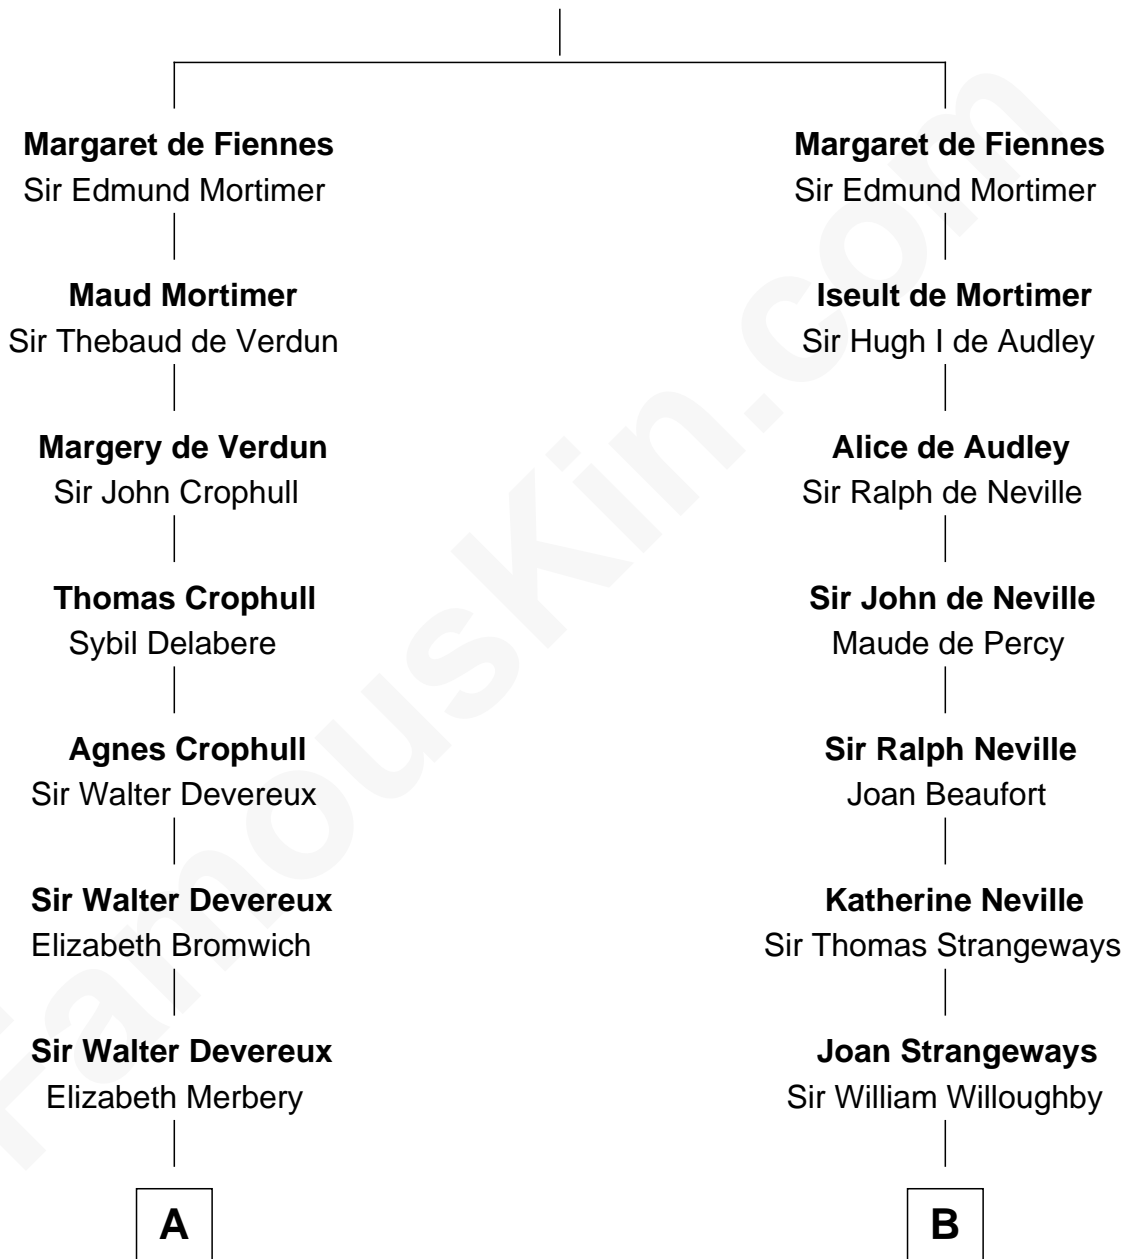 Margaret de Fiennes
Sir Edmund Mortimer
Maud Mortimer
Sir Thebaud de Verdun
Margery de Verdun
Sir John Crophull
Thomas Crophull
Sybil Delabere
Agnes Crophull
Sir Walter Devereux
Sir Walter Devereux
Elizabeth Bromwich
Sir Walter Devereux
Elizabeth Merbery
A
Margaret de Fiennes
Sir Edmund Mortimer
Iseult de Mortimer
Sir Hugh I de Audley
Alice de Audley
Sir Ralph de Neville
Sir John de Neville
Maude de Percy
Sir Ralph Neville
Joan Beaufort
Katherine Neville
Sir Thomas Strangeways
Joan Strangeways
Sir William Willoughby
B
FamousKin.com